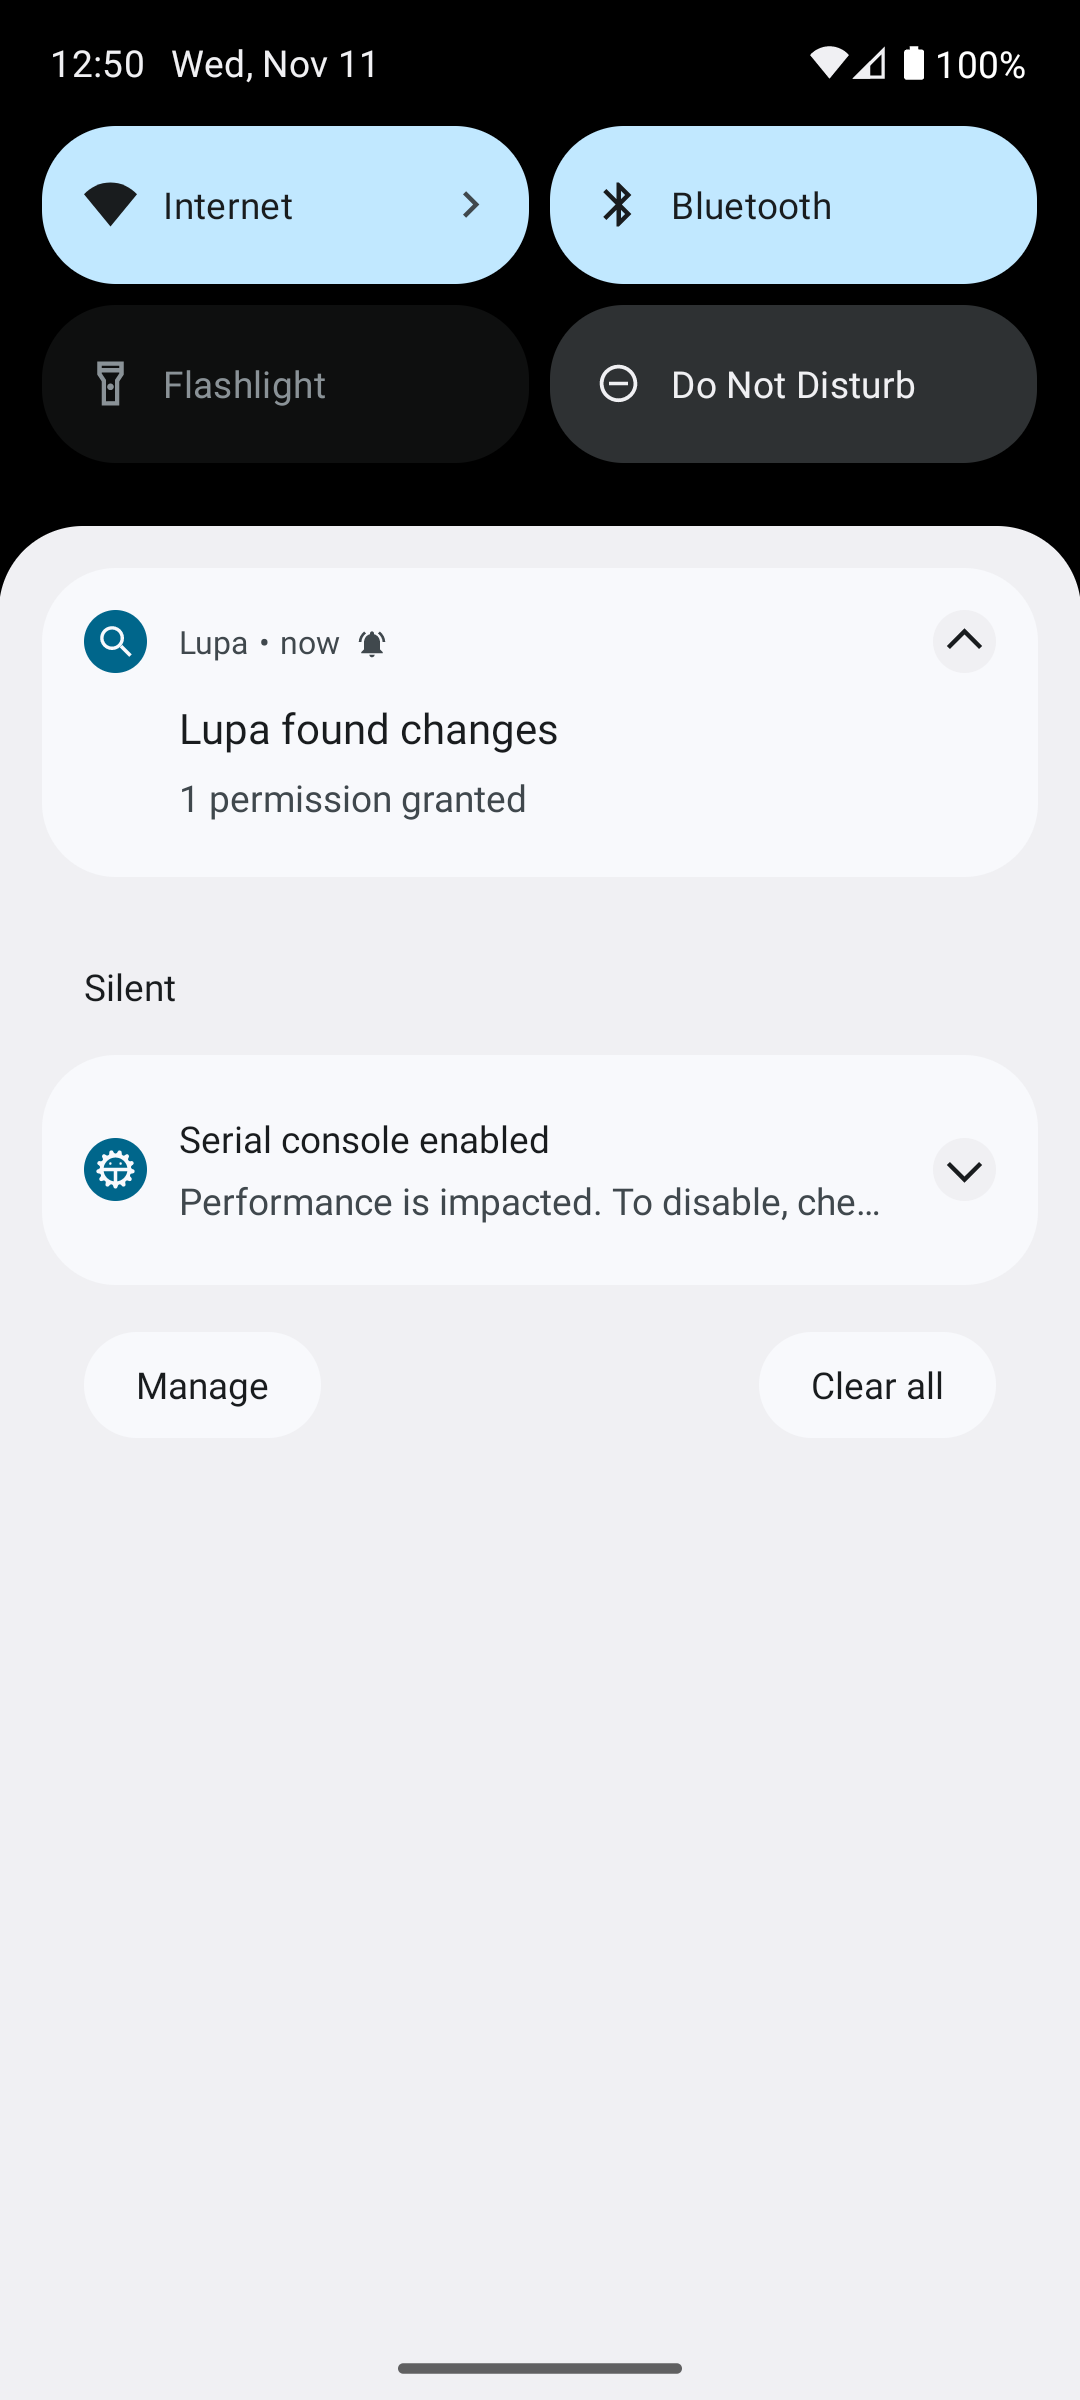 12:50 Wed, Nov 11 100%
Internet
Bluetooth
Flashlight
Do Not Disturb
Lupa • now
Lupa found changes
1 permission granted
Silent
Serial console enabled
Performance is impacted. To disable, che…
Manage
Clear all